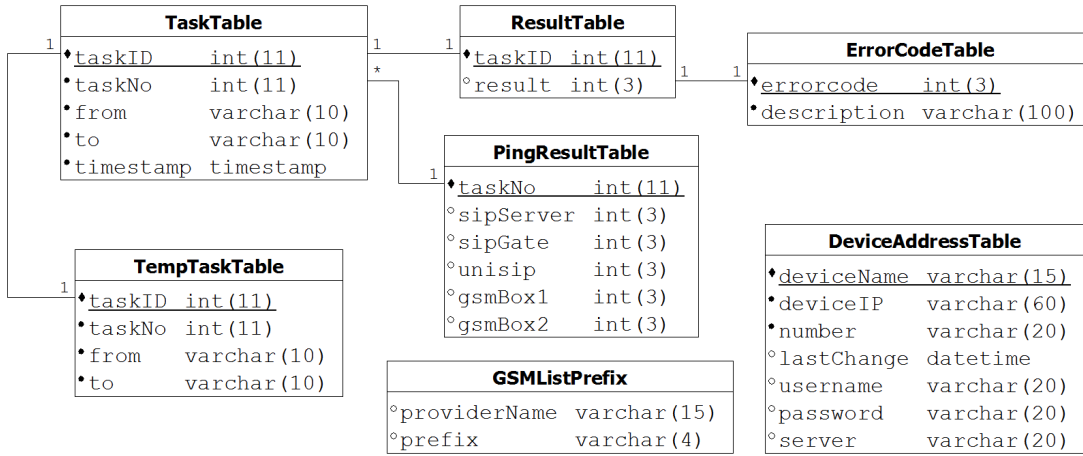 TaskTable
taskID int(11)
taskNo int(11)
from varchar(10)
to varchar(10)
timestamp timestamp
1
1
*
1
ResultTable
taskID int(11)
result int(3)
1
1
ErrorCodeTable
errorcode int(3)
description varchar(100)
PingResultTable
1
taskNo int(11)
sipServer int(3)
sipGate int(3)
unisip int(3)
gsmBox1 int(3)
gsmBox2 int(3)
TempTaskTable
1
taskID int(11)
taskNo int(11)
from varchar(10)
to varchar(10)
GSMListPrefix
providerName varchar(15)
prefix varchar(4)
DeviceAddressTable
deviceName varchar(15)
deviceIP varchar(60)
number varchar(20)
lastChange datetime
username varchar(20)
password varchar(20)
server varchar(20)